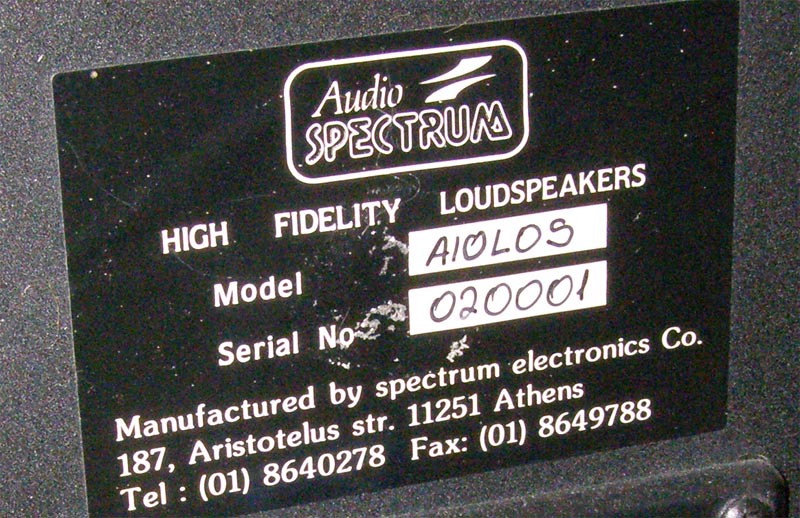 Audio
SPECTRUM
HIGH FIDELITY LOUDSPEAKERS
Model AIOLOS
Serial No 020001
Manufactured by spectrum electronics Co.
187, Aristotelus str. 11251 Athens
Tel : (01) 8640278 Fax: (01) 8649788